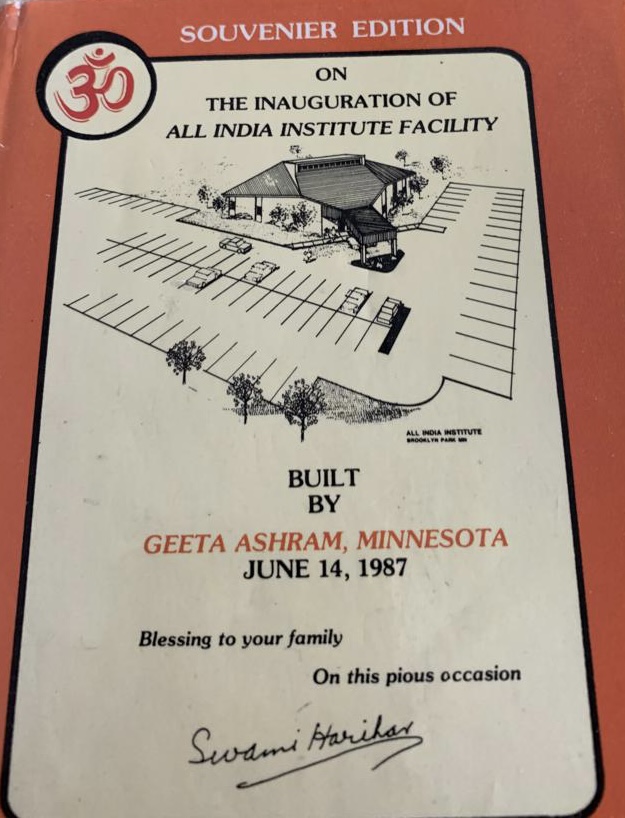 SOUVENIER EDITION
ॐ
ON
THE INAUGURATION OF
ALL INDIA INSTITUTE FACILITY
ALL INDIA INSTITUTE
BROOKLYN PARK MN
BUILT
BY
GEETA ASHRAM, MINNESOTA
JUNE 14, 1987
Blessing to your family
On this pious occasion
Swami Harihar